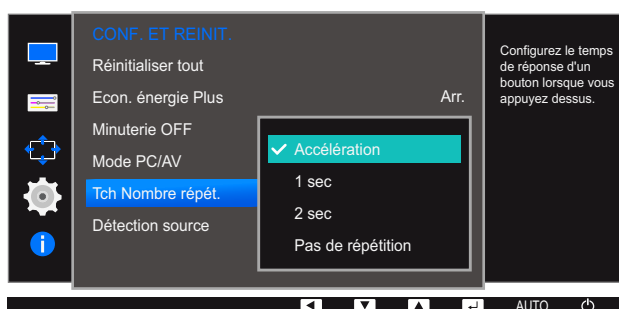 CONF. ET REINIT.
Réinitialiser tout
Econ. énergie Plus
Arr.
Minuterie OFF
Mode PC/AV
Tch Nombre répét.
Détection source
Accélération
1 sec
2 sec
Pas de répétition
Configurez le temps
de réponse d'un
bouton lorsque vous
appuyez dessus.
AUTO